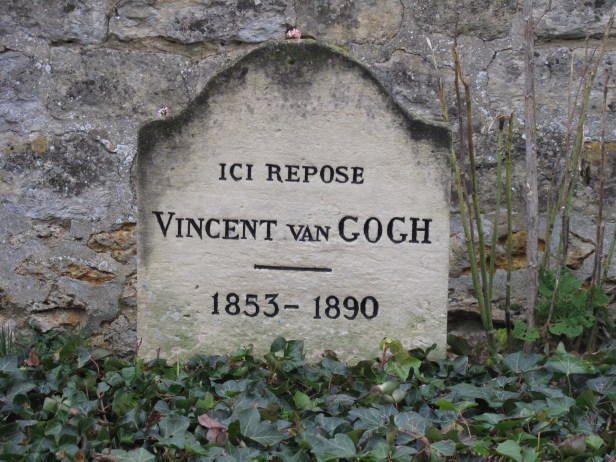 ICI REPOSE
VINCENT VAN GOGH
1853-1890